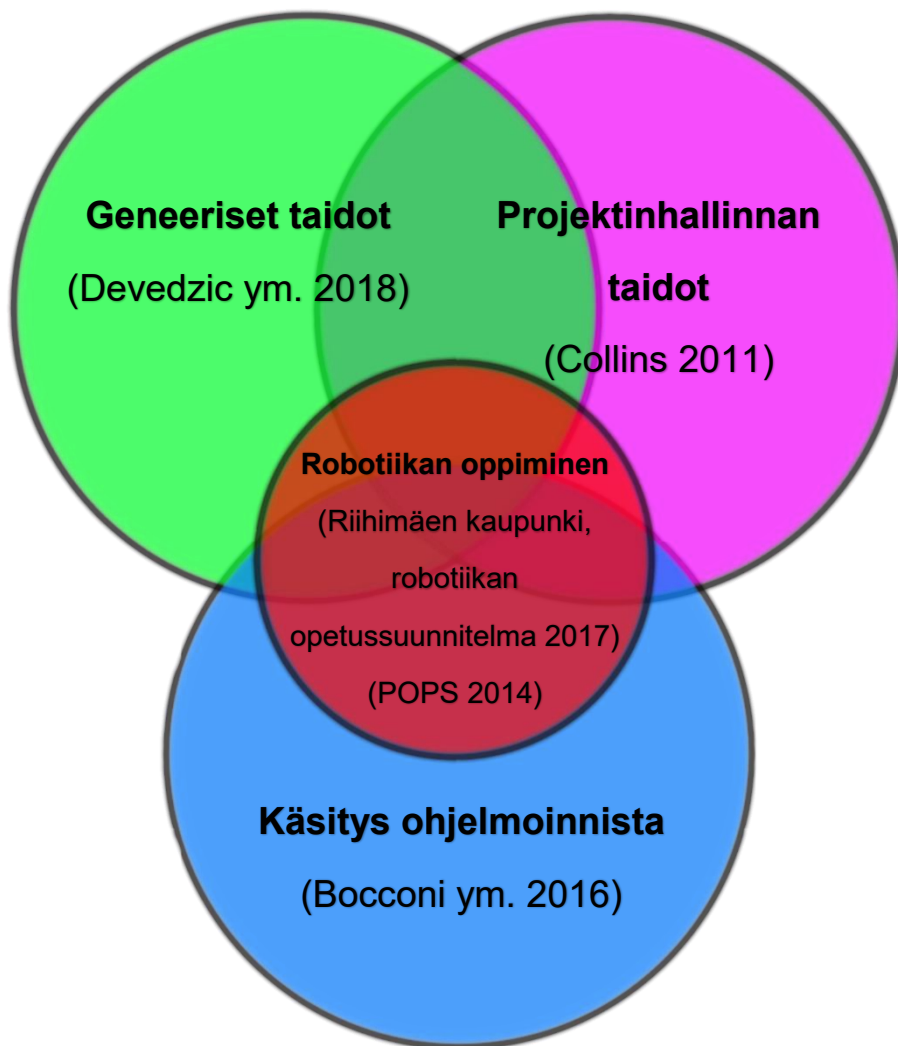 Geneeriset taidot
(Devedzic ym. 2018)
Projektinhallinnan
taidot
(Collins 2011)
Robotiikan oppiminen
(Riihimäen kaupunki,
robotiikan
opetussuunnitelma 2017)
(POPS 2014)
Käsitys ohjelmoinnista
(Bocconi ym. 2016)